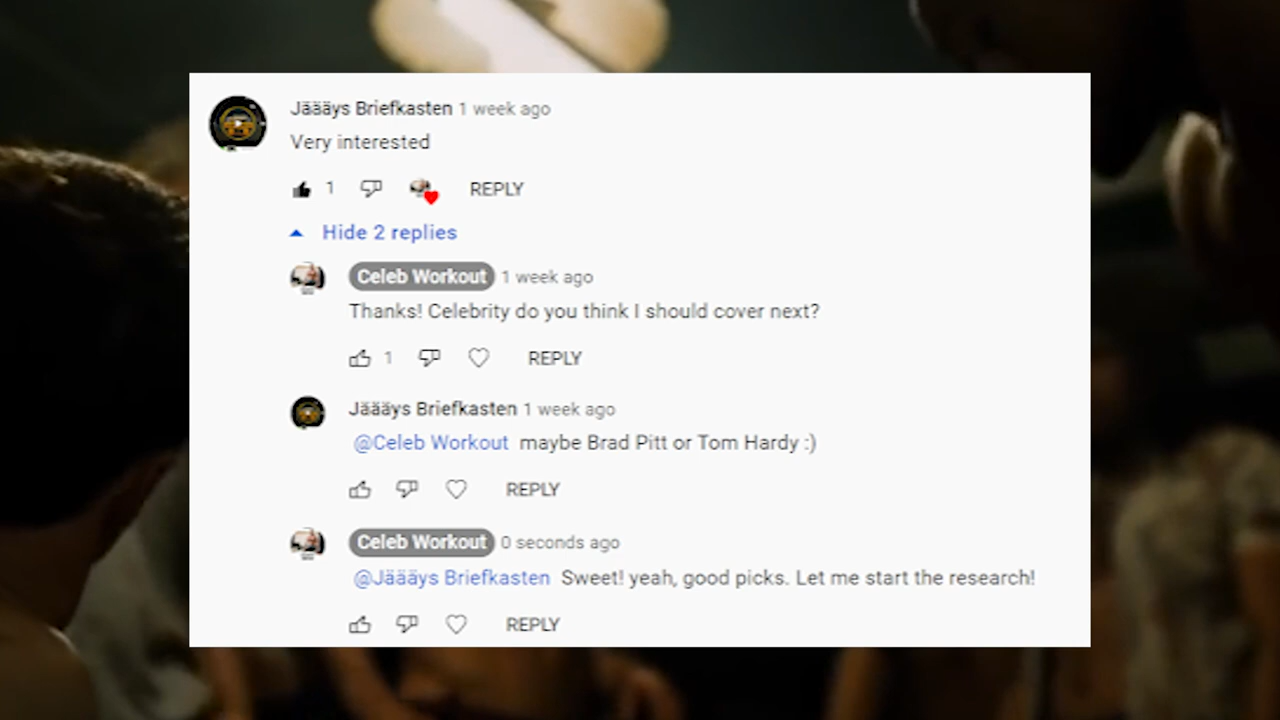 Jäääys Briefkasten 1 week ago
Very interested
1 REPLY
Hide 2 replies
Celeb Workout 1 week ago
Thanks! Celebrity do you think I should cover next?
1 REPLY
Jäääys Briefkasten 1 week ago
@Celeb Workout maybe Brad Pitt or Tom Hardy :)
REPLY
Celeb Workout 0 seconds ago
@Jäääys Briefkasten Sweet! yeah, good picks. Let me start the research!
REPLY